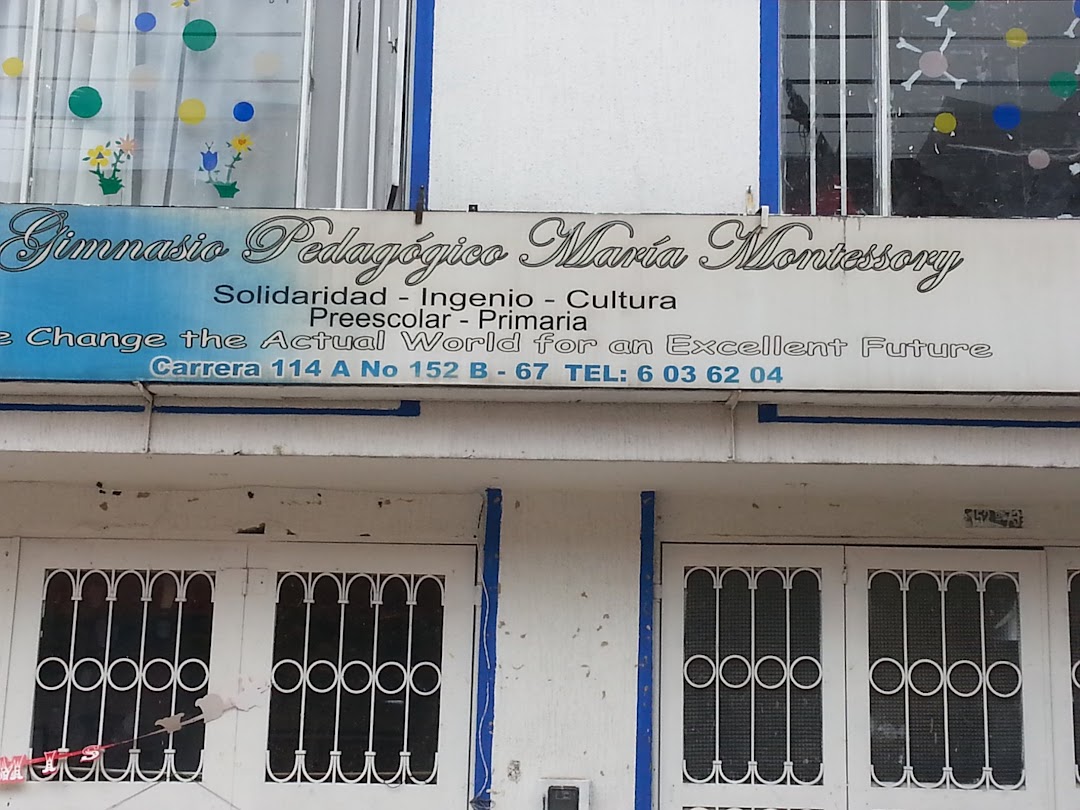 Gimnasio Pedagógico María Montessory
Solidaridad - Ingenio - Cultura
Preescolar - Primaria
e Change the Actual World for an Excellent Future
Carrera 114 A No 152 B - 67 TEL: 6 03 62 04
MIS